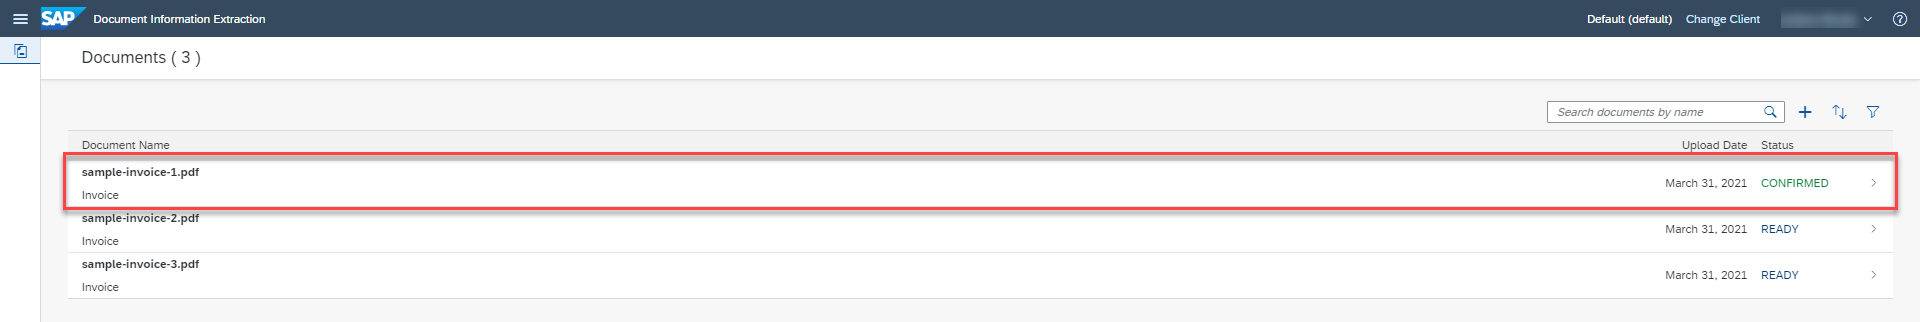 SAP Document Information Extraction Default (default) Change Client
Documents ( 3 )
Search documents by name
Document Name Upload Date Status
sample-invoice-1.pdf
Invoice March 31, 2021 CONFIRMED
sample-invoice-2.pdf
Invoice March 31, 2021 READY
sample-invoice-3.pdf
Invoice March 31, 2021 READY